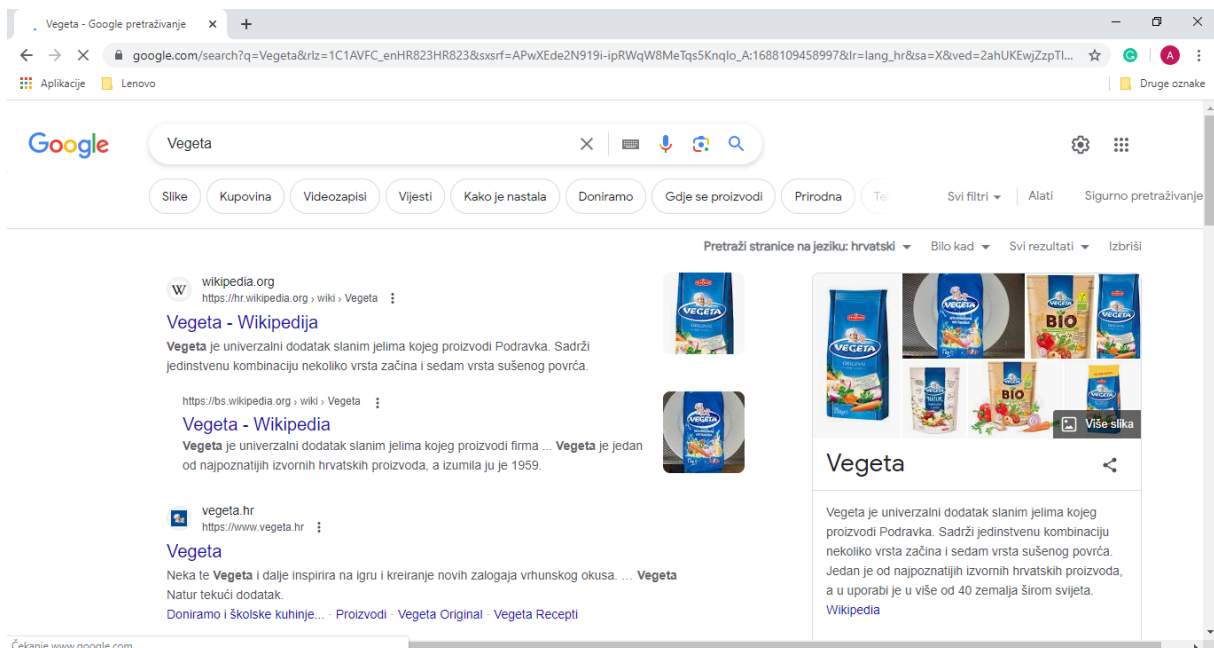 Vegeta - Google pretraživanje
google.com/search?q=Vegeta&rlz=1C1AVFC_enHR823HR823&sxsrf=APwXEde2N919i-ipRWqW8MeTqs5Knqlo_A:1688109458997&lr=lang_hr&sa=X&ved=2ahUKEwjZzpTl...
A
Aplikacije Lenovo Druge oznake
Google Vegeta
Slike Kupovina Videozapisi Vijesti Kako je nastala Doniramo Gdje se proizvodi Prirodna Svi filtri Alati Sigurno pretraživanje
Pretraži stranice na jeziku: hrvatski Bilo kad Svi rezultati Izbriši
W wikipedia.org
https://hr.wikipedia.org › wiki › Vegeta
Vegeta - Wikipedija
Vegeta je univerzalni dodatak slanim jelima kojeg proizvodi Podravka. Sadrži
jedinstvenu kombinaciju nekoliko vrsta začina i sedam vrsta sušenog povrća.
https://bs.wikipedia.org › wiki › Vegeta
Vegeta - Wikipedia
Vegeta je univerzalni dodatak slanim jelima kojeg proizvodi firma ... Vegeta je jedan
od najpoznatijih izvornih hrvatskih proizvoda, a izumila ju je 1959.
vegeta.hr
https://www.vegeta.hr
Vegeta
Neka te Vegeta i dalje inspirira na igru i kreiranje novih zalogaja vrhunskog okusa. ... Vegeta
Natur tekući dodatak.
Doniramo i školske kuhinje... · Proizvodi · Vegeta Original · Vegeta Recepti
VEGETA
VEGETA
VEGETA
ORIGINAL
VEGETA
BIO
VEGETA
BIO
Više slika
Vegeta
Vegeta je univerzalni dodatak slanim jelima kojeg
proizvodi Podravka. Sadrži jedinstvenu kombinaciju
nekoliko vrsta začina i sedam vrsta sušenog povrća.
Jedan je od najpoznatijih izvornih hrvatskih proizvoda,
a u uporabi je u više od 40 zemalja širom svijeta.
Wikipedia
Čekanje www.google.com...